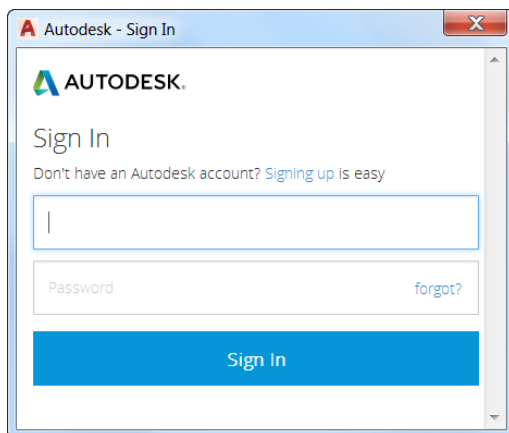 Autodesk - Sign In
AUTODESK.
Sign In
Don't have an Autodesk account? Signing up is easy
Password forgot?
Sign In